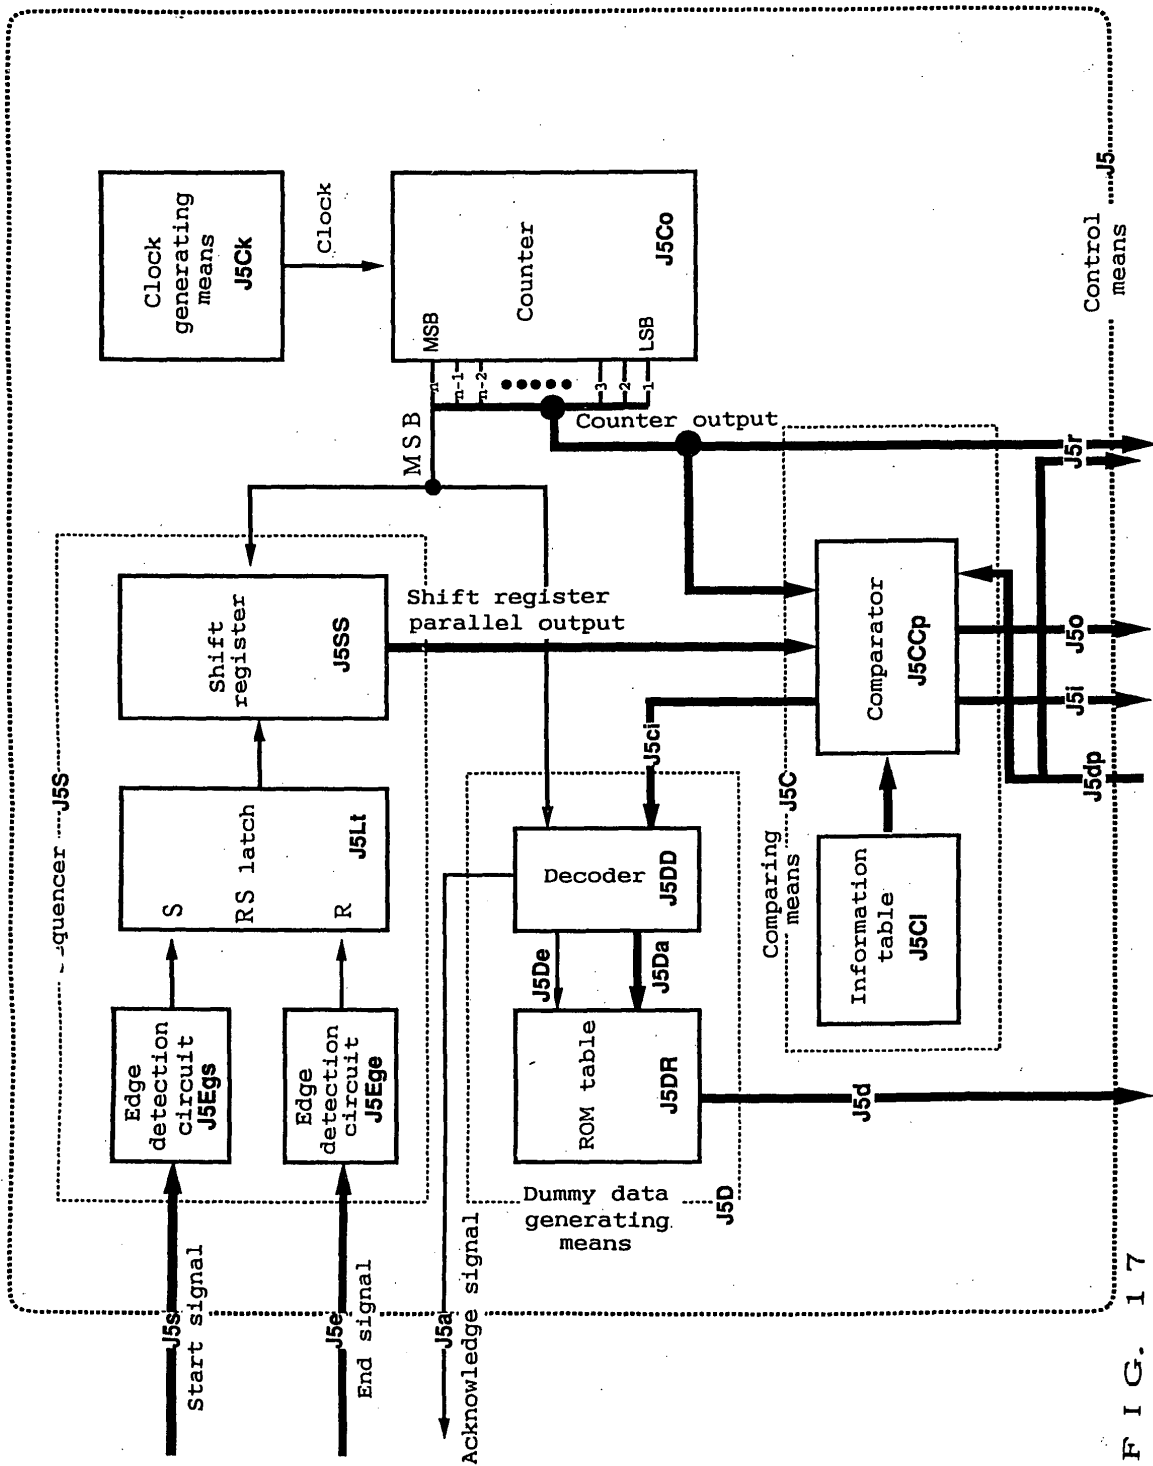 J5s
Start signal
J5e
End signal
J5a
Acknowledge signal
quencer
J5S
Edge
detection
circuit
J5Egs
Edge
detection
circuit
J5Ege
S
RS latch
R
J5Lt
Shift
register
J5SS
Shift register
parallel output
MSB
Clock
generating
means
J5Ck
Clock
MSB
Counter
LSB
J5Co
n
n-1
n-2
3
2
1
Counter output
Dummy data
generating
means
J5D
ROM table
J5DR
J5De
J5Da
Decoder
J5DD
J5ci
J5d
Comparing
means
J5C
Information
table
J5CI
Comparator
J5CCp
J5dp
J5i
J5o
J5r
Control
means
J5
FIG. 17